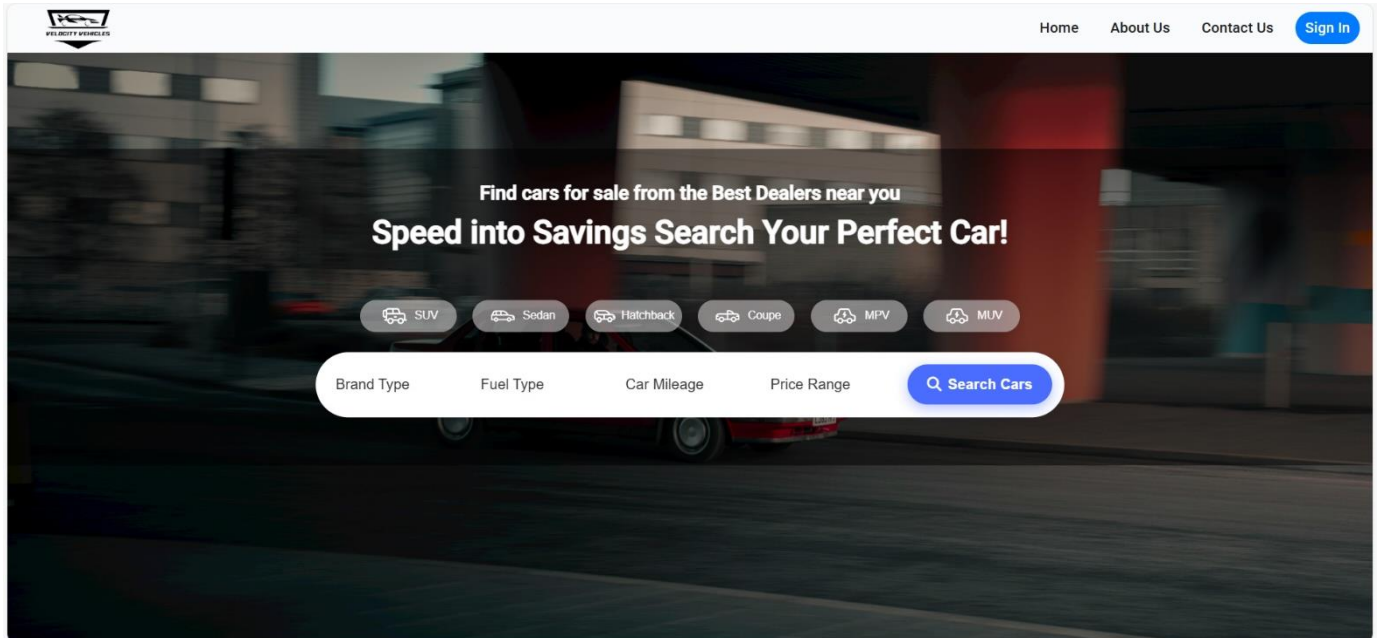 VELOCITY VEHICLES
Home About Us Contact Us Sign In
Find cars for sale from the Best Dealers near you
Speed into Savings Search Your Perfect Car!
SUV Sedan Hatchback Coupe MPV MUV
Brand Type Fuel Type Car Mileage Price Range Search Cars